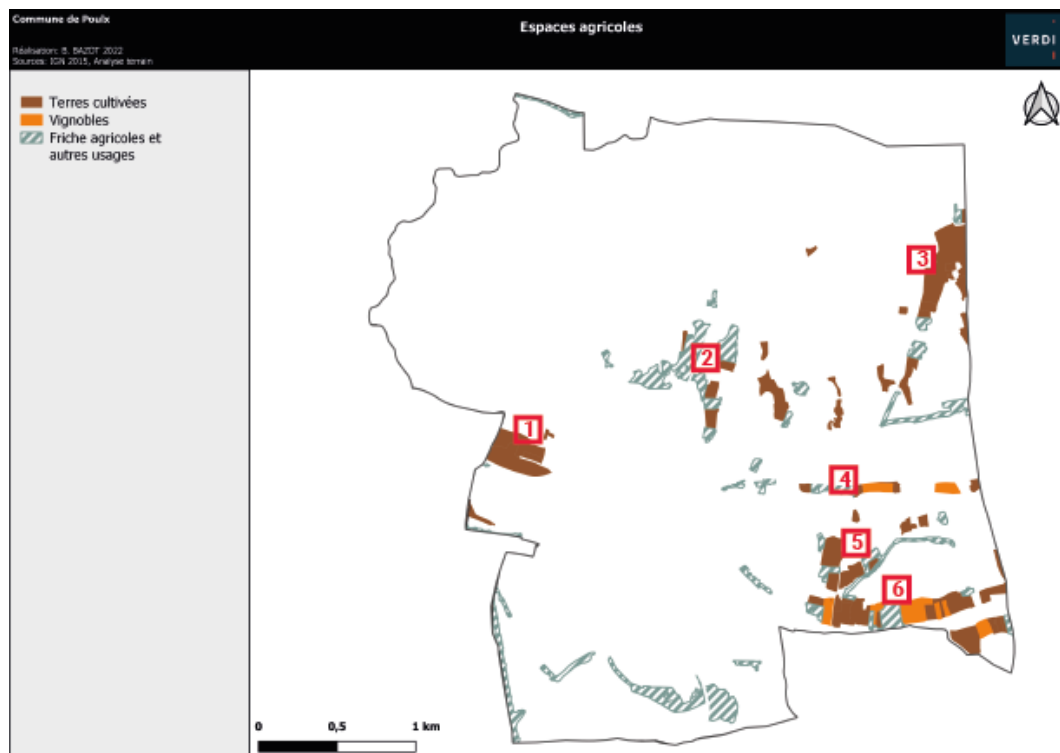 Commune de Poulx
Espaces agricoles
Réalisation: B. BAZOT 2022
Sources: IGN 2015, Analyse terrain
VERDI
Terres cultivées
Vignobles
Friche agricoles et
autres usages
3
2
1
4
5
6
0 0,5 1 km